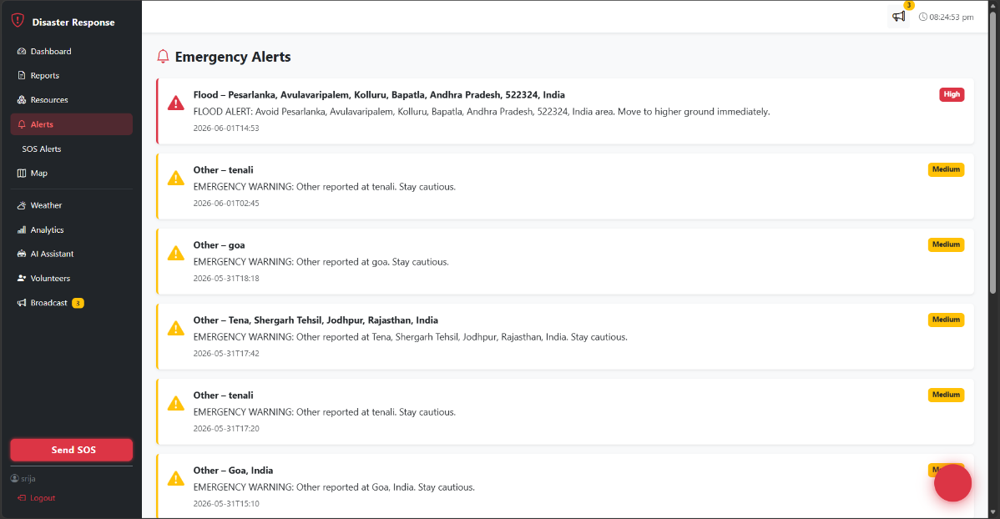 Disaster Response
Dashboard
Reports
Resources
Alerts
SOS Alerts
Map
Weather
Analytics
AI Assistant
Volunteers
Broadcast 3
Send SOS
srija
Logout
3
08:24:53 pm
Emergency Alerts
Flood – Pesarlanka, Avulavaripalem, Kolluru, Bapatla, Andhra Pradesh, 522324, India
High
FLOOD ALERT: Avoid Pesarlanka, Avulavaripalem, Kolluru, Bapatla, Andhra Pradesh, 522324, India area. Move to higher ground immediately.
2026-06-01T14:53
Other – tenali
Medium
EMERGENCY WARNING: Other reported at tenali. Stay cautious.
2026-06-01T02:45
Other – goa
Medium
EMERGENCY WARNING: Other reported at goa. Stay cautious.
2026-05-31T18:18
Other – Tena, Shergarh Tehsil, Jodhpur, Rajasthan, India
Medium
EMERGENCY WARNING: Other reported at Tena, Shergarh Tehsil, Jodhpur, Rajasthan, India. Stay cautious.
2026-05-31T17:42
Other – tenali
Medium
EMERGENCY WARNING: Other reported at tenali. Stay cautious.
2026-05-31T17:20
Other – Goa, India
EMERGENCY WARNING: Other reported at Goa, India. Stay cautious.
2026-05-31T15:10